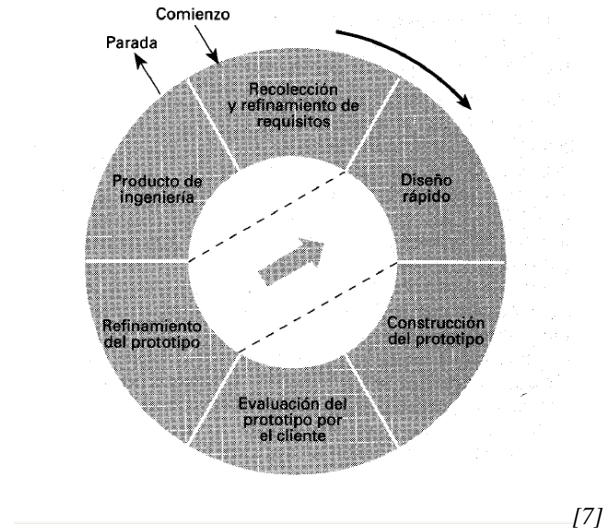 Comienzo
Parada
Recolección
y refinamiento de
requisitos
Diseño
rápido
Construcción
del prototipo
Evaluación del
prototipo por
el cliente
Refinamiento
del prototipo
Producto de
ingeniería
[7]